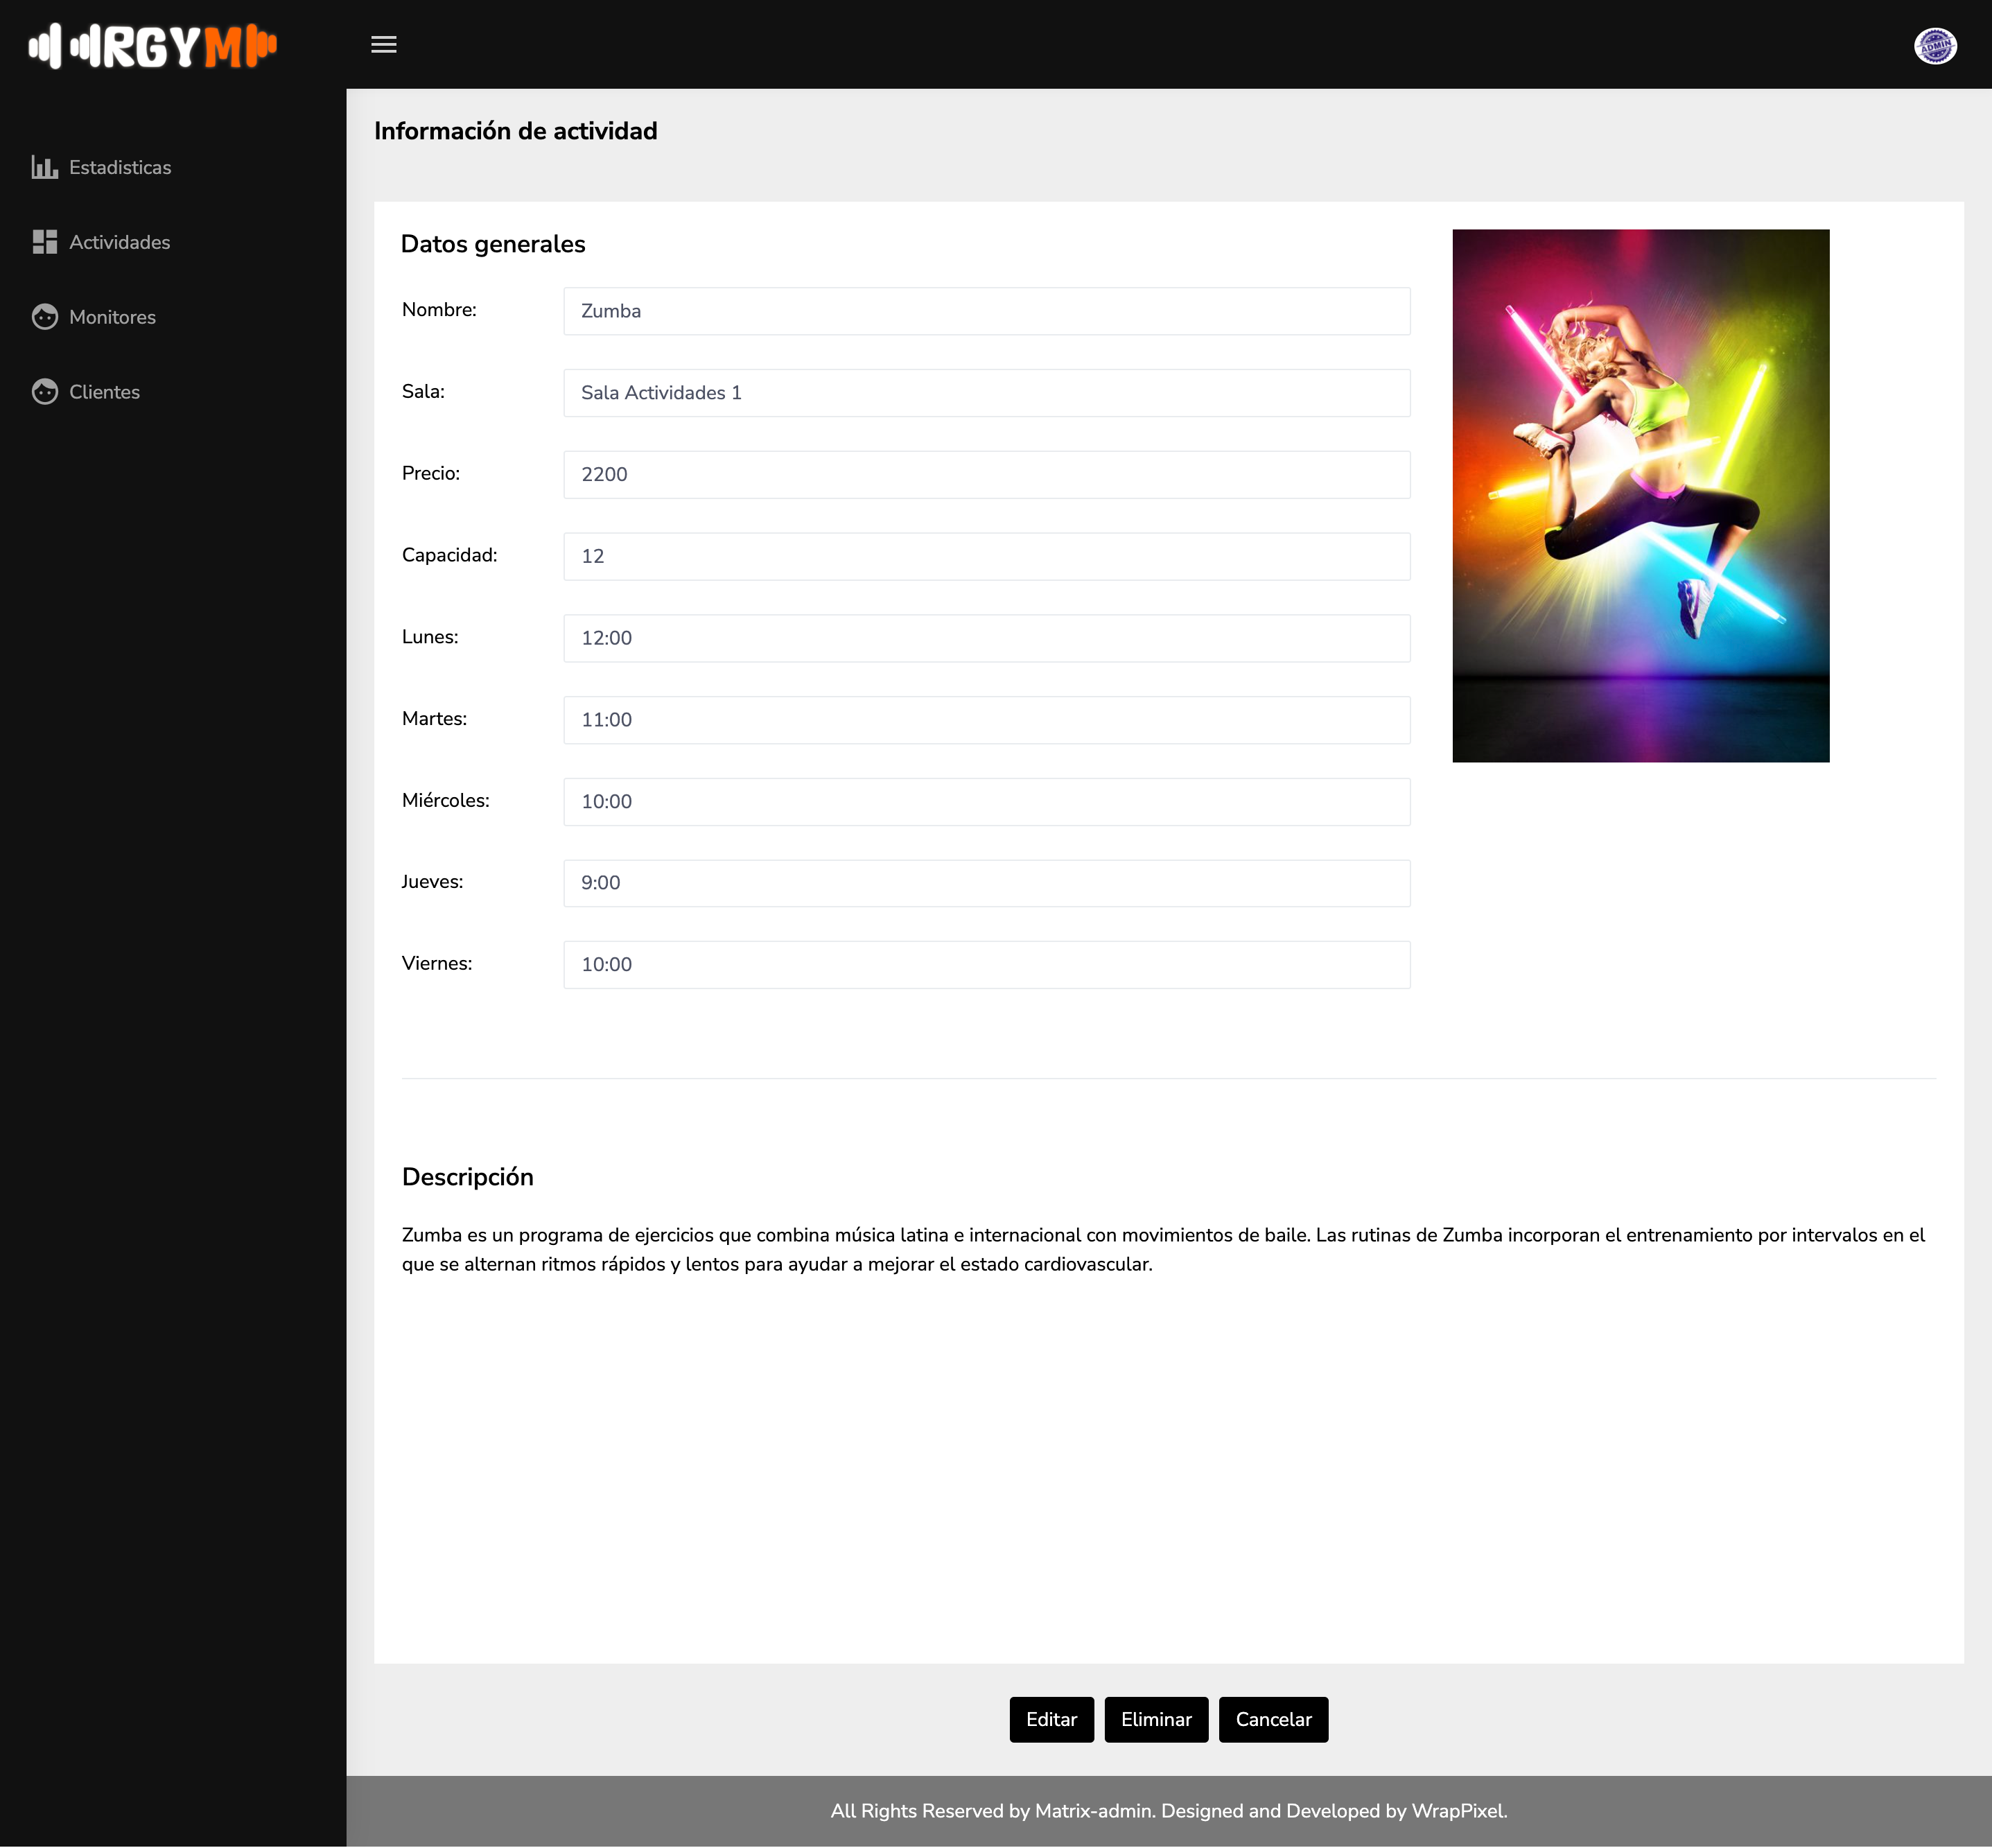 RGYM
ADMIN
Estadisticas
Actividades
Monitores
Clientes
Información de actividad
Datos generales
Nombre: Zumba
Sala: Sala Actividades 1
Precio: 2200
Capacidad: 12
Lunes: 12:00
Martes: 11:00
Miércoles: 10:00
Jueves: 9:00
Viernes: 10:00
Descripción
Zumba es un programa de ejercicios que combina música latina e internacional con movimientos de baile. Las rutinas de Zumba incorporan el entrenamiento por intervalos en el
que se alternan ritmos rápidos y lentos para ayudar a mejorar el estado cardiovascular.
Editar Eliminar Cancelar
All Rights Reserved by Matrix-admin. Designed and Developed by WrapPixel.